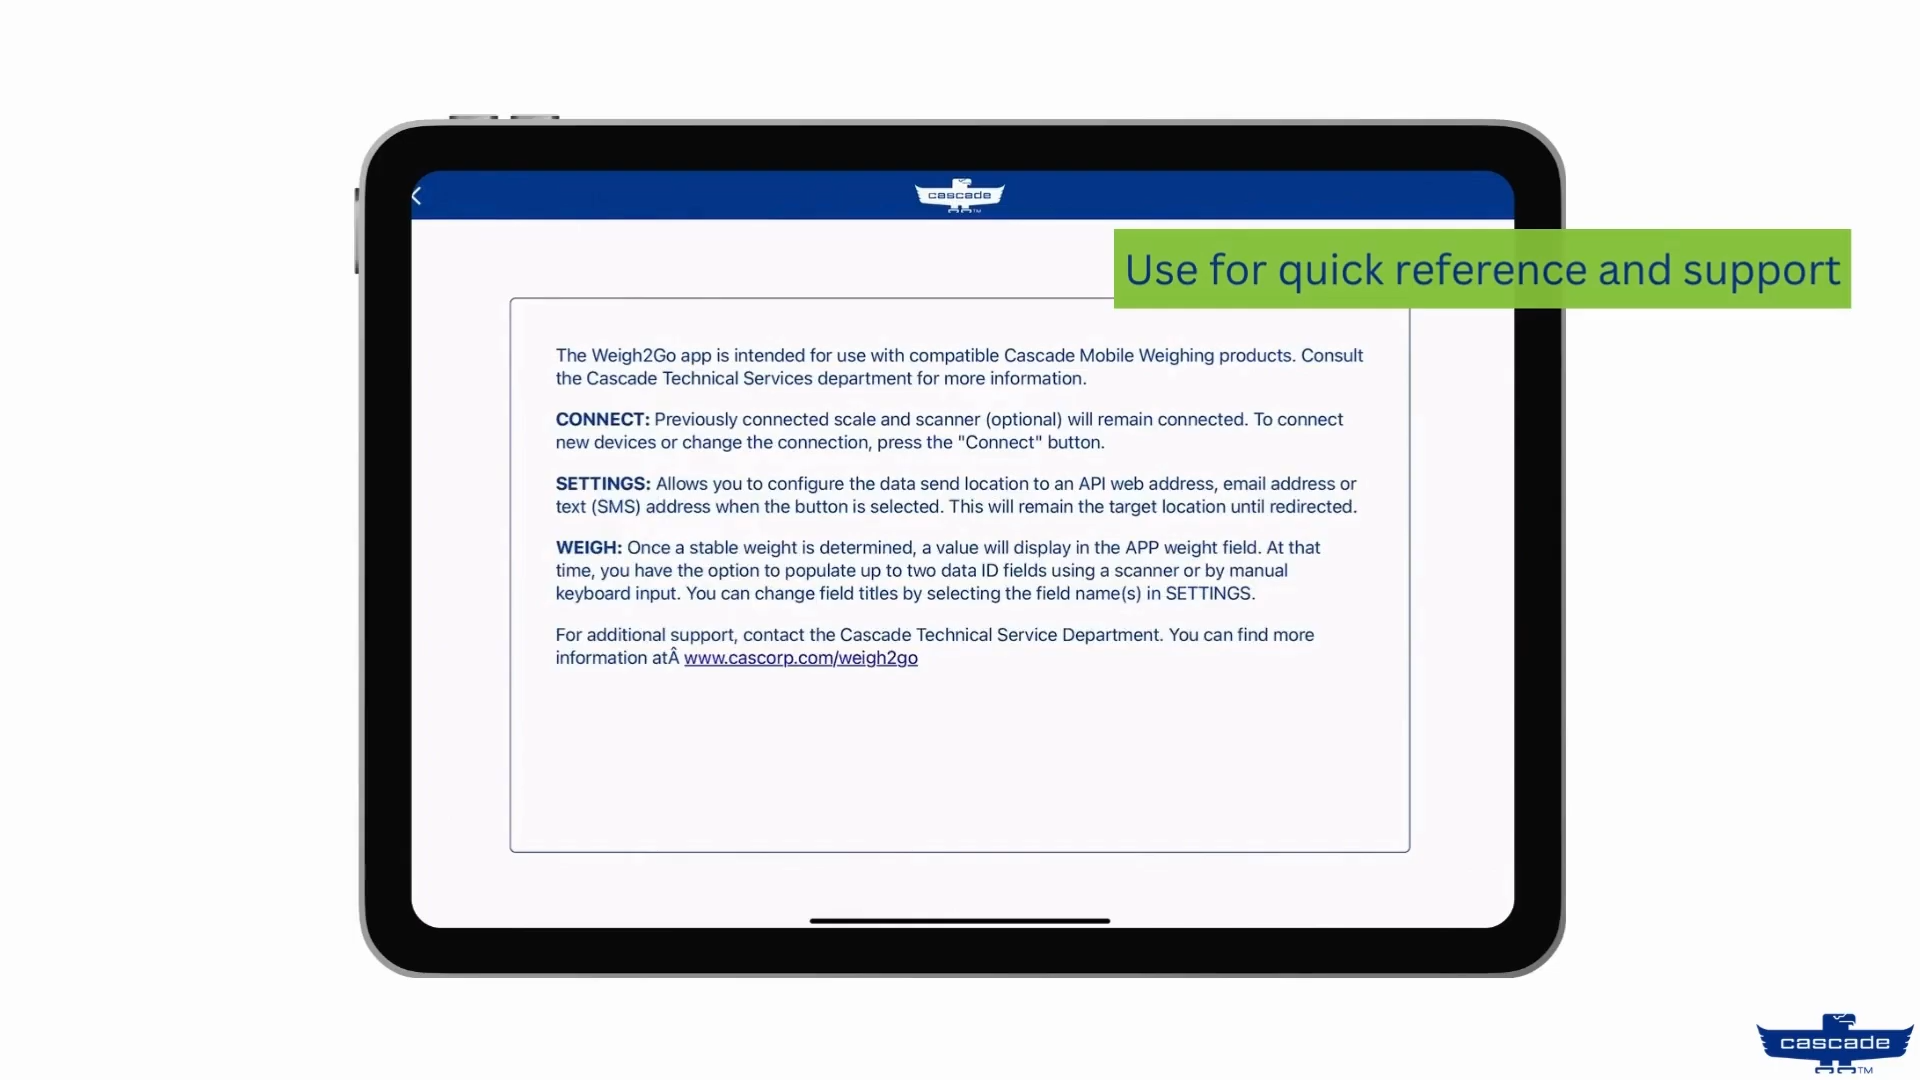 cascade
TM
Use for quick reference and support
The Weigh2Go app is intended for use with compatible Cascade Mobile Weighing products. Consult
the Cascade Technical Services department for more information.
CONNECT: Previously connected scale and scanner (optional) will remain connected. To connect
new devices or change the connection, press the "Connect" button.
SETTINGS: Allows you to configure the data send location to an API web address, email address or
text (SMS) address when the button is selected. This will remain the target location until redirected.
WEIGH: Once a stable weight is determined, a value will display in the APP weight field. At that
time, you have the option to populate up to two data ID fields using a scanner or by manual
keyboard input. You can change field titles by selecting the field name(s) in SETTINGS.
For additional support, contact the Cascade Technical Service Department. You can find more
information atÂ www.cascorp.com/weigh2go
cascade
TM